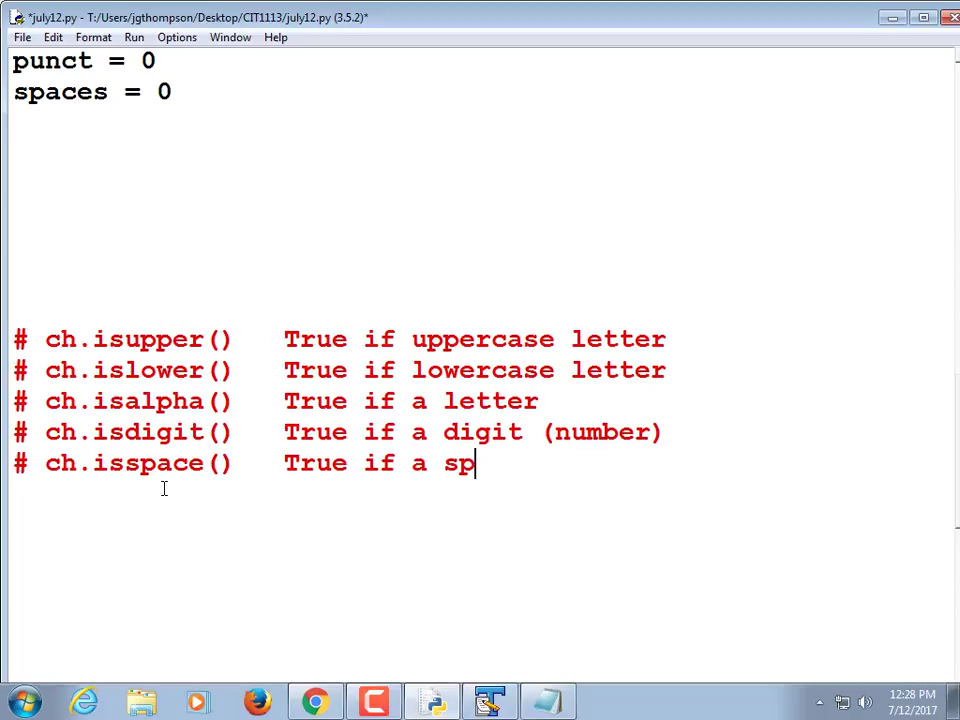 *july12.py - T:/Users/jgthompson/Desktop/CIT1113/july12.py (3.5.2)*
File Edit Format Run Options Window Help
punct = 0
spaces = 0
# ch.isupper() True if uppercase letter
# ch.islower() True if lowercase letter
# ch.isalpha() True if a letter
# ch.isdigit() True if a digit (number)
# ch.isspace() True if a sp
12:28 PM
7/12/2017